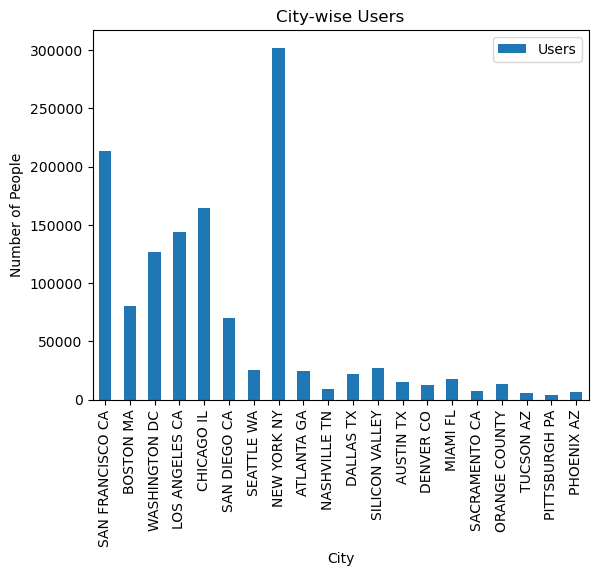 City-wise Users
Users
Number of People
300000
250000
200000
150000
100000
50000
0
SAN FRANCISCO CA
BOSTON MA
WASHINGTON DC
LOS ANGELES CA
CHICAGO IL
SAN DIEGO CA
SEATTLE WA
NEW YORK NY
ATLANTA GA
NASHVILLE TN
DALLAS TX
SILICON VALLEY
AUSTIN TX
DENVER CO
MIAMI FL
SACRAMENTO CA
ORANGE COUNTY
TUCSON AZ
PITTSBURGH PA
PHOENIX AZ
City